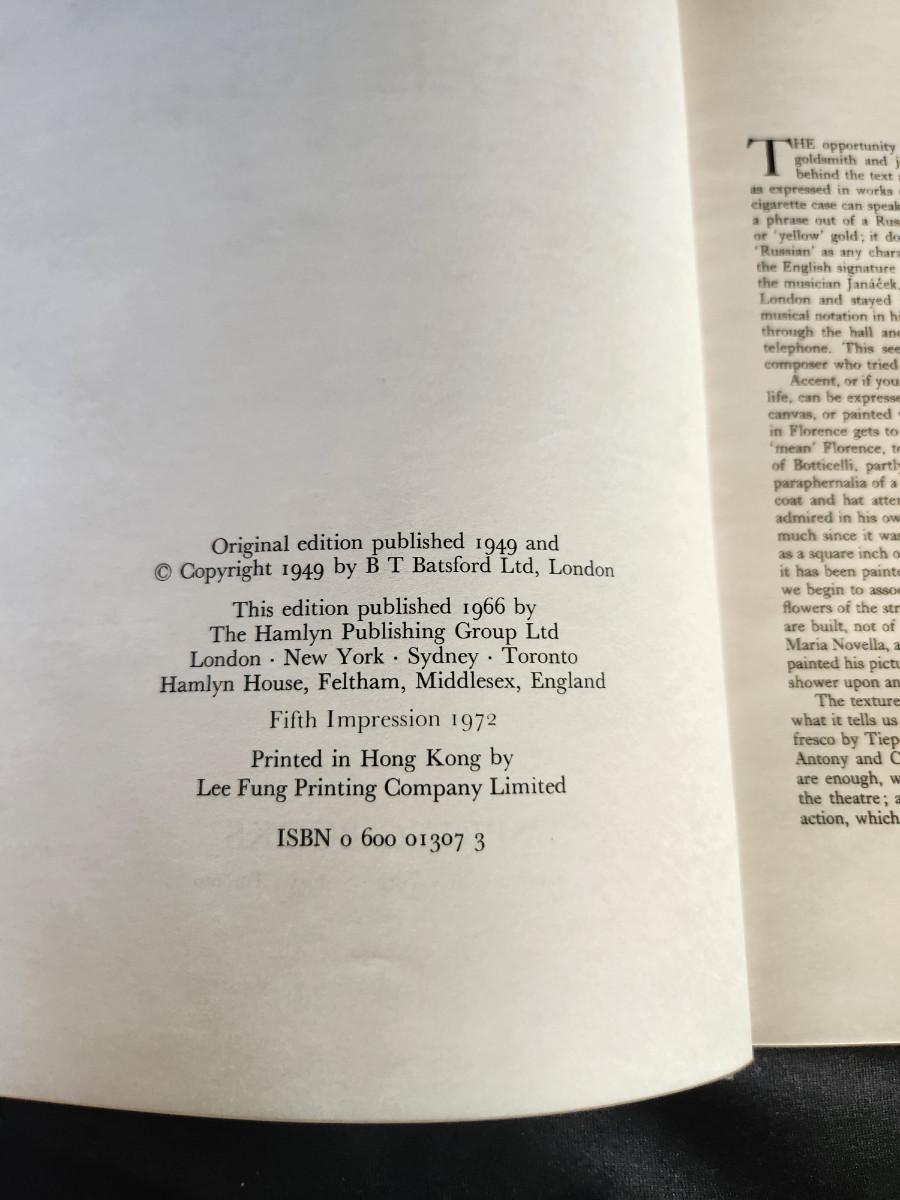 Original edition published 1949 and
© Copyright 1949 by B T Batsford Ltd, London
This edition published 1966 by
The Hamlyn Publishing Group Ltd
London · New York · Sydney · Toronto
Hamlyn House, Feltham, Middlesex, England
Fifth Impression 1972
Printed in Hong Kong by
Lee Fung Printing Company Limited
ISBN 0 600 01307 3
THE opportunity
goldsmith and
behind the text
as expressed in works
cigarette case can speak
a phrase out of a Rus
or 'yellow' gold; it do
'Russian' as any chara
the English signature
the musician Janáček,
London and stayed
musical notation in hi
through the hall and
telephone. This see
composer who tried
Accent, or if you
life, can be expresse
canvas, or painted
in Florence gets to
'mean' Florence, to
of Botticelli, partly
paraphernalia of a
coat and hat atten
admired in his ow
much since it was
as a square inch o
it has been painte
we begin to asso
flowers of the str
are built, not of
Maria Novella, a
painted his pictu
shower upon an
The texture
what it tells us
fresco by Tiep
Antony and C
are enough, w
the theatre; a
action, which